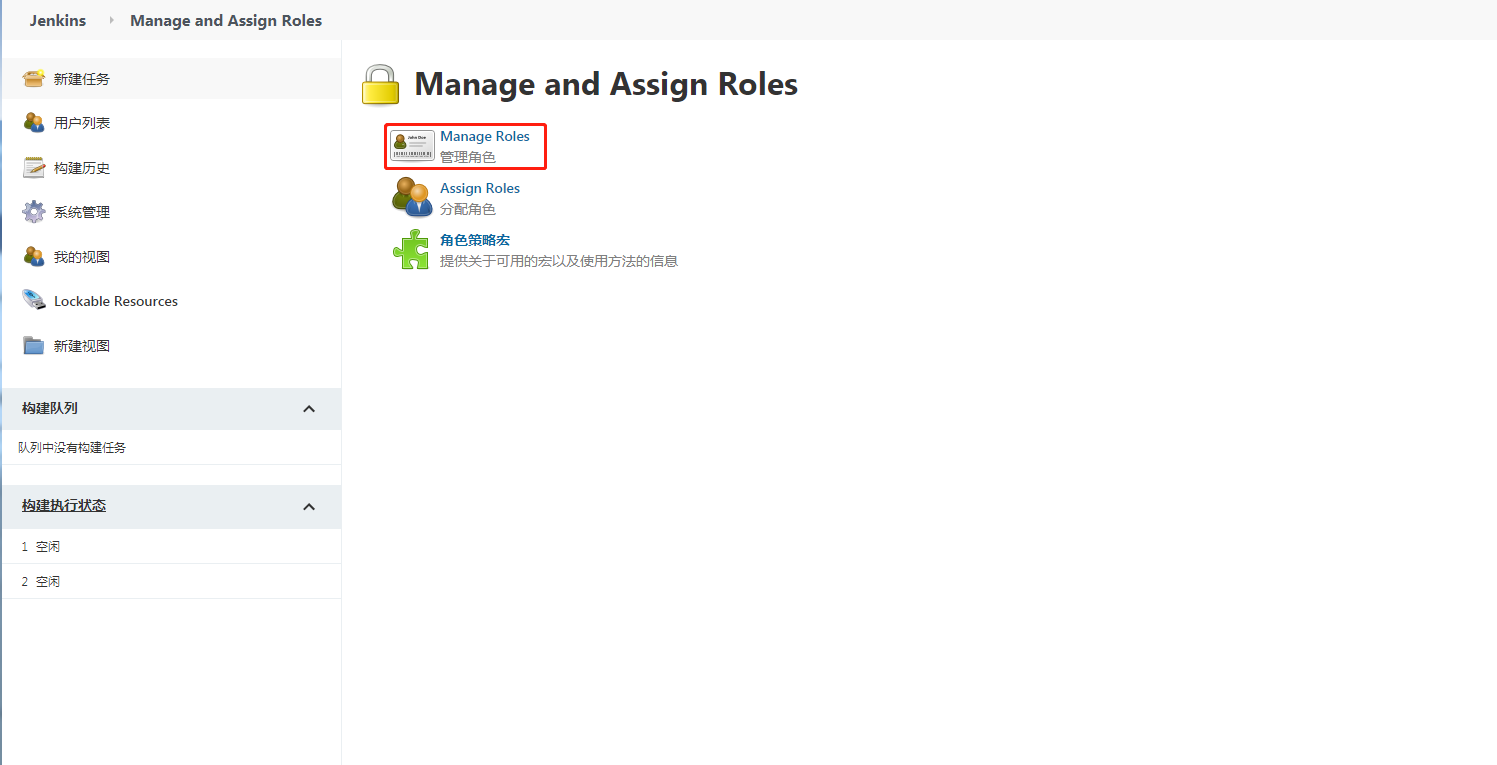 Jenkins
Manage and Assign Roles
新建任务
用户列表
构建历史
系统管理
我的视图
Lockable Resources
新建视图
构建队列
队列中没有构建任务
构建执行状态
1 空闲
2 空闲
Manage and Assign Roles
John Doe
Manage Roles
管理角色
Assign Roles
分配角色
角色策略宏
提供关于可用的宏以及使用方法的信息